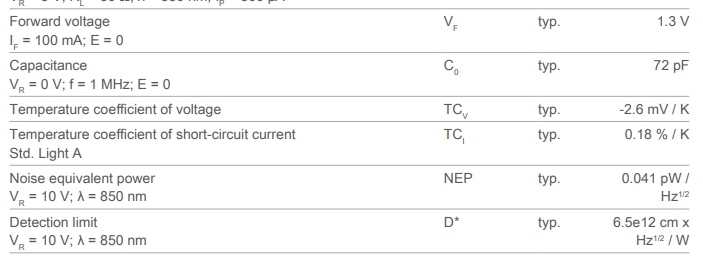 Forward voltage V_F typ. 1.3 V
I_F = 100 mA; E = 0
Capacitance C_0 typ. 72 pF
V_R = 0 V; f = 1 MHz; E = 0
Temperature coefficient of voltage TC_V typ. -2.6 mV / K
Temperature coefficient of short-circuit current TC_I typ. 0.18 % / K
Std. Light A
Noise equivalent power NEP typ. 0.041 pW /
V_R = 10 V; λ = 850 nm Hz^1/2
Detection limit D* typ. 6.5e12 cm x
V_R = 10 V; λ = 850 nm Hz^1/2 / W